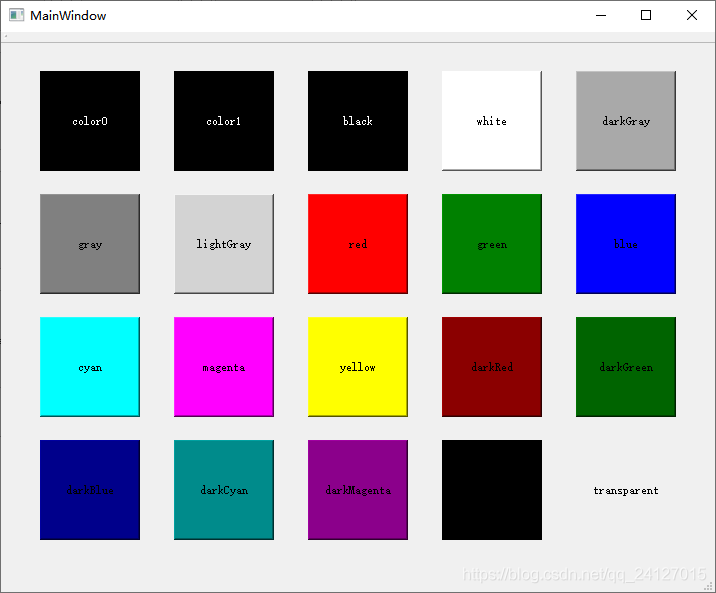 MainWindow
color0
color1
black
white
darkGray
gray
lightGray
red
green
blue
cyan
magenta
yellow
darkRed
darkGreen
darkBlue
darkCyan
darkMagenta
transparent
https://blog.csdn.net/qq_24127015